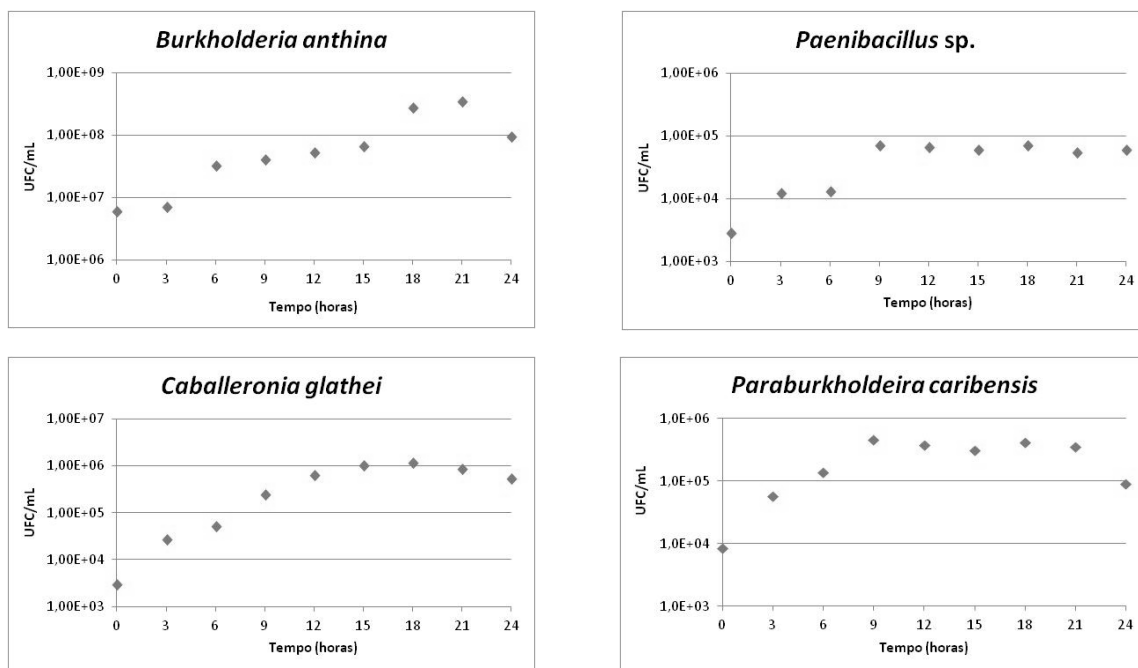 Burkholderia anthina
1,00E+09
1,00E+08
1,00E+07
1,00E+06
UFC/mL
0 3 6 9 12 15 18 21 24
Tempo (horas)
Paenibacillus sp.
1,00E+06
1,00E+05
1,00E+04
1,00E+03
UFC/mL
0 3 6 9 12 15 18 21 24
Tempo (horas)
Caballeronia glathei
1,00E+07
1,00E+06
1,00E+05
1,00E+04
1,00E+03
UFC/mL
0 3 6 9 12 15 18 21 24
Tempo (horas)
Paraburkholdeira caribensis
1,0E+06
1,0E+05
1,0E+04
1,0E+03
UFC/mL
0 3 6 9 12 15 18 21 24
Tempo (horas)